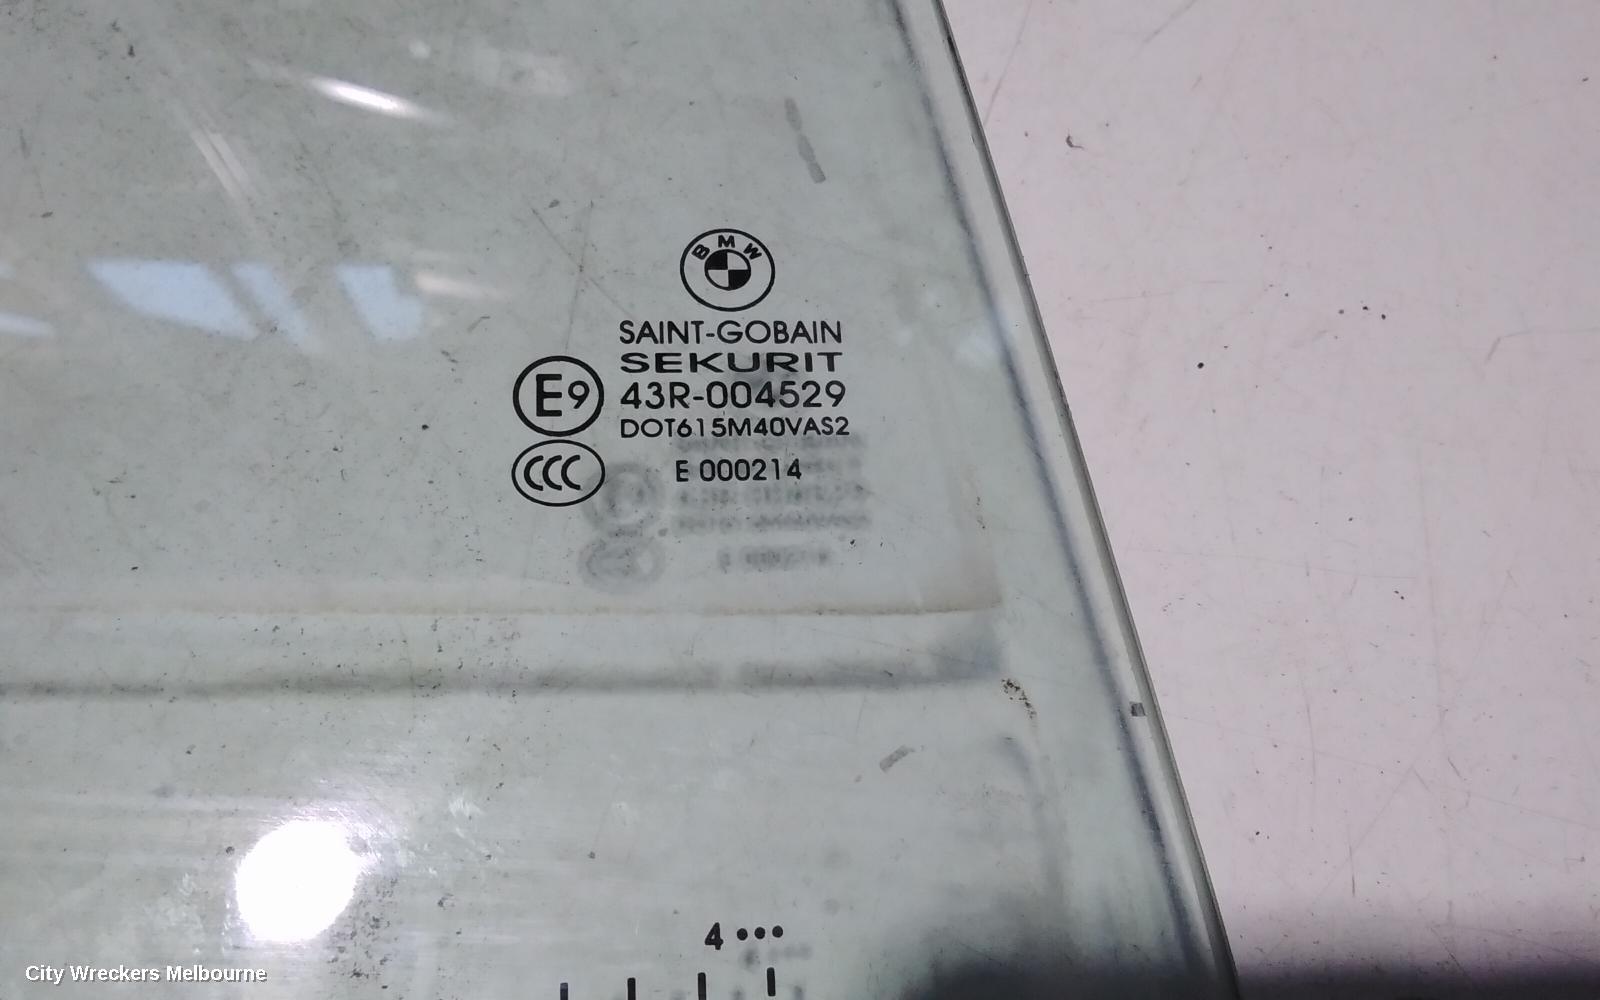 BMW
SAINT-GOBAIN
SEKURIT
E9 43R-004529
DOT615M40VAS2
CCC E 000214
4 •••
City Wreckers Melbourne